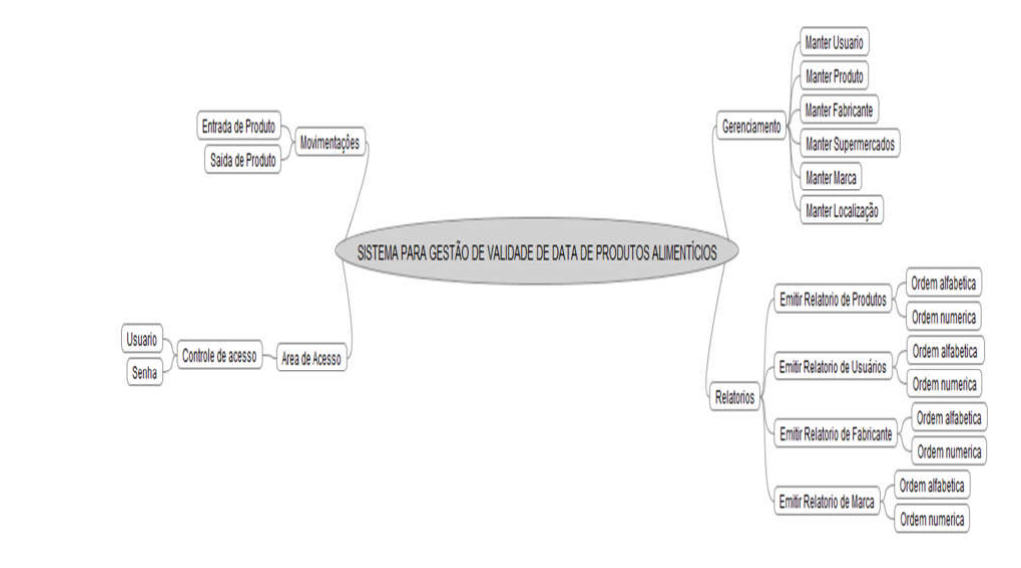 SISTEMA PARA GESTÃO DE VALIDADE DE DATA DE PRODUTOS ALIMENTÍCIOS
Movimentações
Entrada de Produto
Saida de Produto
Area de Acesso
Controle de acesso
Usuario
Senha
Gerenciamento
Manter Usuario
Manter Produto
Manter Fabricante
Manter Supermercados
Manter Marca
Manter Localização
Relatorios
Emitir Relatorio de Produtos
Ordem alfabetica
Ordem numerica
Emitir Relatorio de Usuários
Ordem alfabetica
Ordem numerica
Emitir Relatorio de Fabricante
Ordem alfabetica
Ordem numerica
Emitir Relatorio de Marca
Ordem alfabetica
Ordem numerica